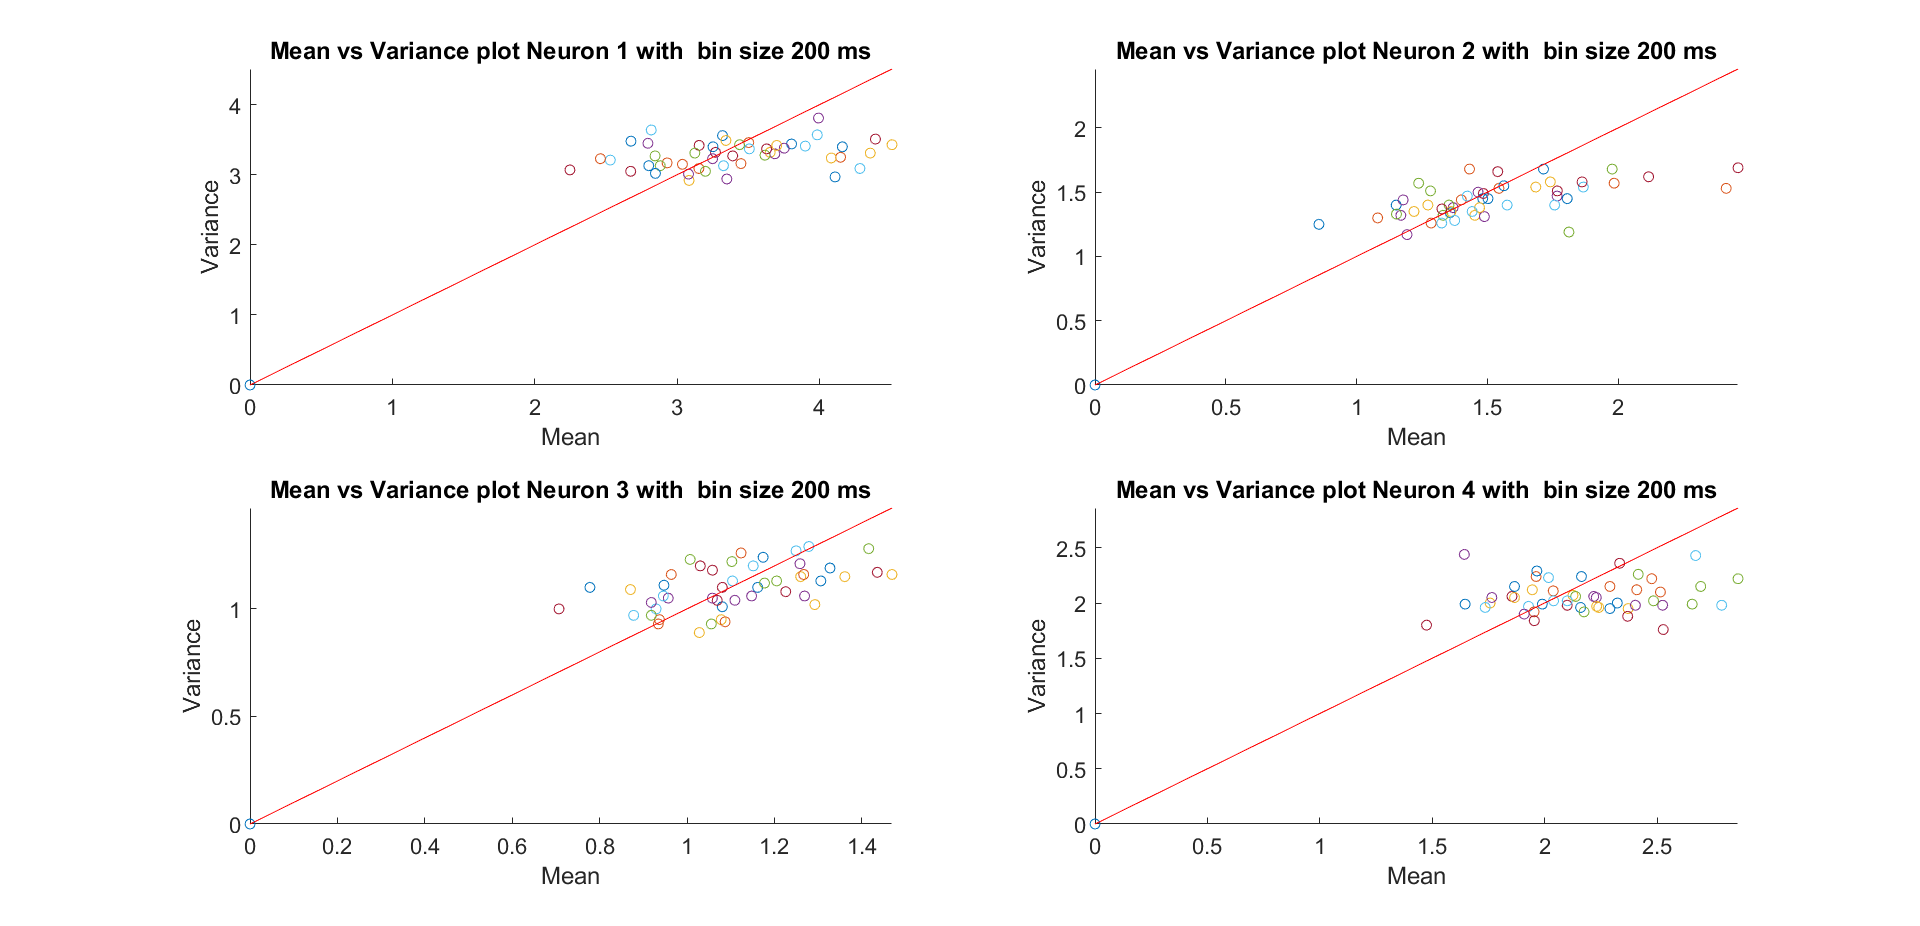 Mean vs Variance plot Neuron 1 with  bin size 200 ms
Variance
4
3
2
1
0
0 1 2 3 4
Mean
Mean vs Variance plot Neuron 2 with  bin size 200 ms
Variance
2
1.5
1
0.5
0
0 0.5 1 1.5 2
Mean
Mean vs Variance plot Neuron 3 with  bin size 200 ms
Variance
1
0.5
0
0 0.2 0.4 0.6 0.8 1 1.2 1.4
Mean
Mean vs Variance plot Neuron 4 with  bin size 200 ms
Variance
2.5
2
1.5
1
0.5
0
0 0.5 1 1.5 2 2.5
Mean